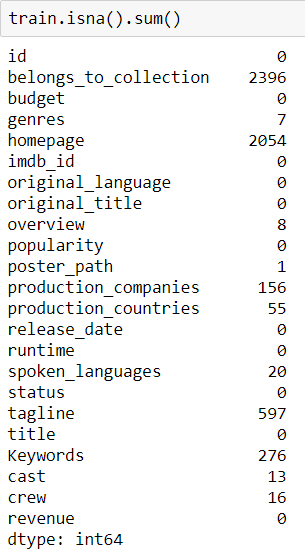 train.isna().sum()
id 0
belongs_to_collection 2396
budget 0
genres 7
homepage 2054
imdb_id 0
original_language 0
original_title 0
overview 8
popularity 0
poster_path 1
production_companies 156
production_countries 55
release_date 0
runtime 0
spoken_languages 20
status 0
tagline 597
title 0
Keywords 276
cast 13
crew 16
revenue 0
dtype: int64